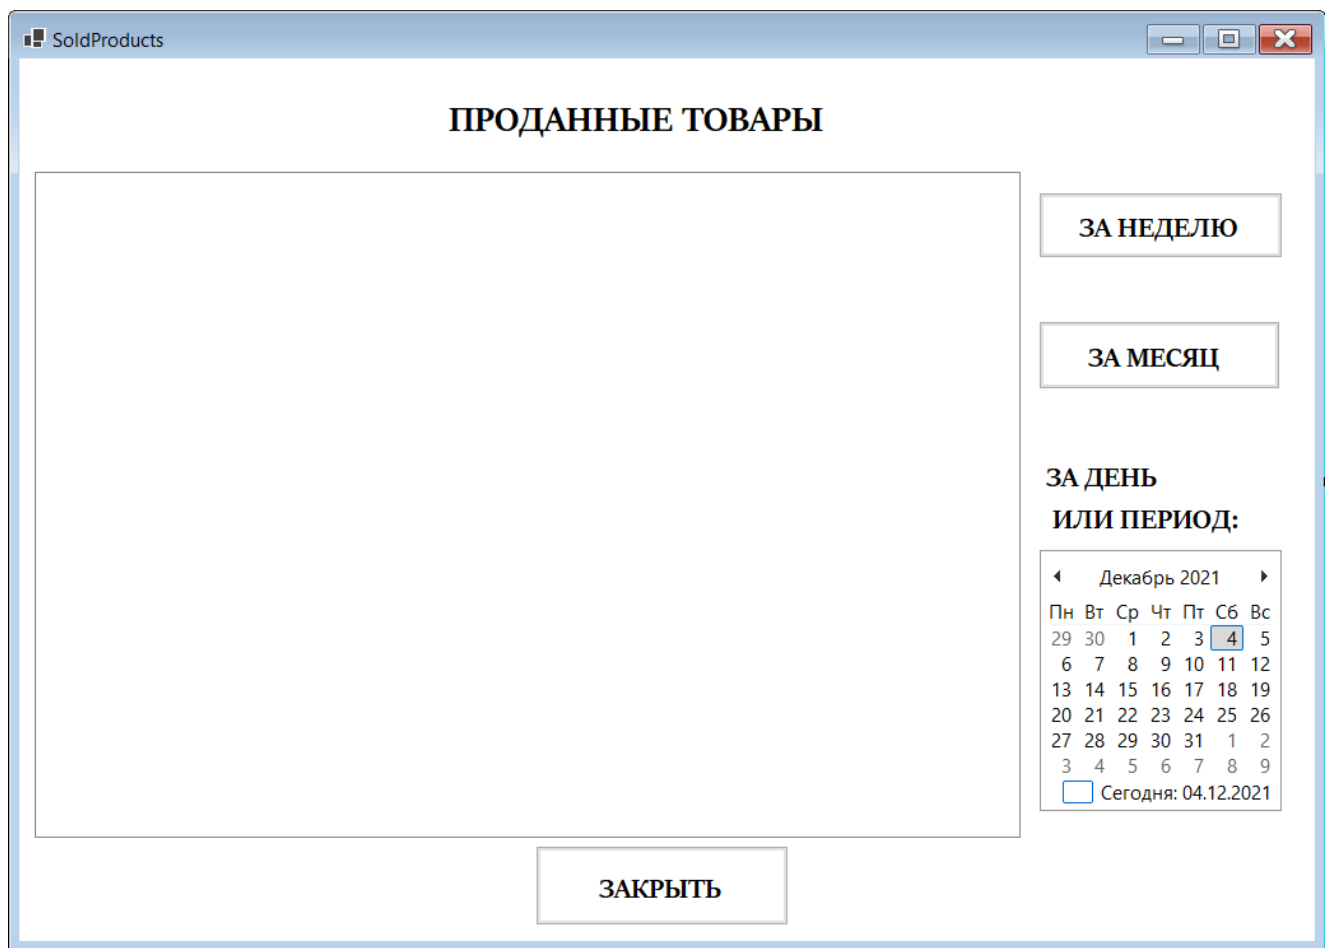 SoldProducts
ПРОДАННЫЕ ТОВАРЫ
ЗА НЕДЕЛЮ
ЗА МЕСЯЦ
ЗА ДЕНЬ
ИЛИ ПЕРИОД:
Декабрь 2021
Пн Вт Ср Чт Пт Сб Вс
29 30 1 2 3 4 5
6 7 8 9 10 11 12
13 14 15 16 17 18 19
20 21 22 23 24 25 26
27 28 29 30 31 1 2
3 4 5 6 7 8 9
Сегодня: 04.12.2021
ЗАКРЫТЬ